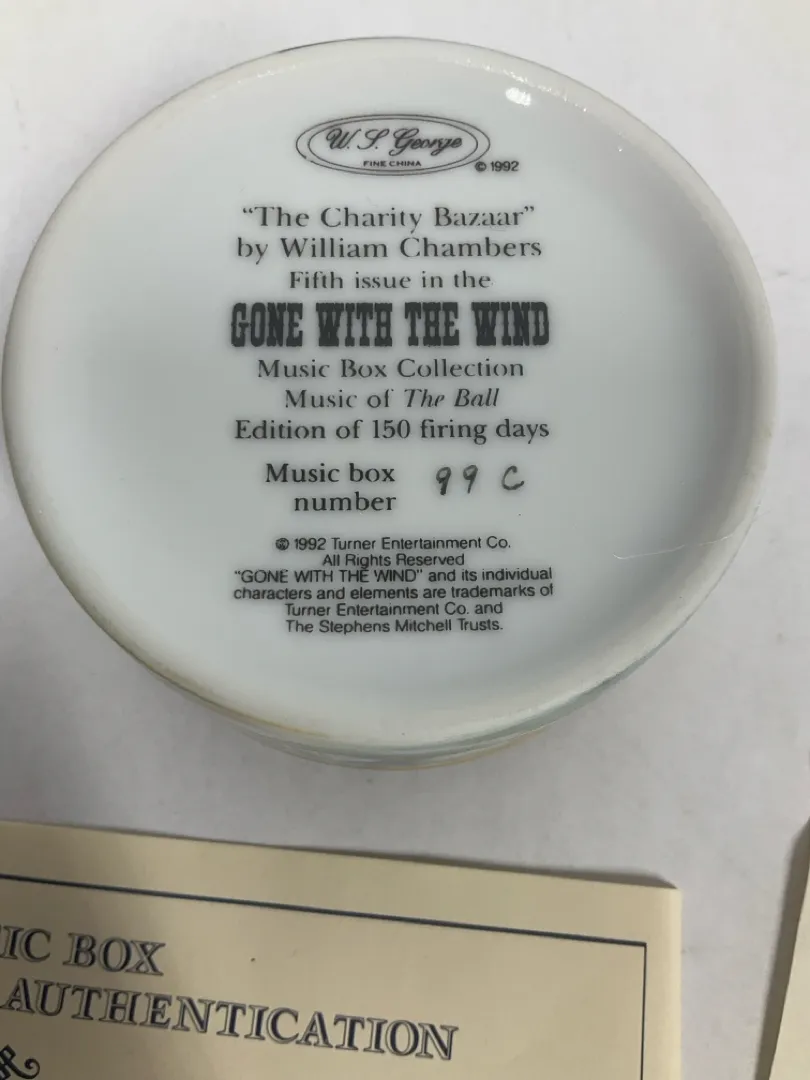 W. S. George
FINE CHINA
© 1992
“The Charity Bazaar”
by William Chambers
Fifth issue in the
GONE WITH THE WIND
Music Box Collection
Music of The Ball
Edition of 150 firing days
Music box 99 C
number
© 1992 Turner Entertainment Co.
All Rights Reserved
“GONE WITH THE WIND” and its individual
characters and elements are trademarks of
Turner Entertainment Co. and
The Stephens Mitchell Trusts.
IC BOX
AUTHENTICATION